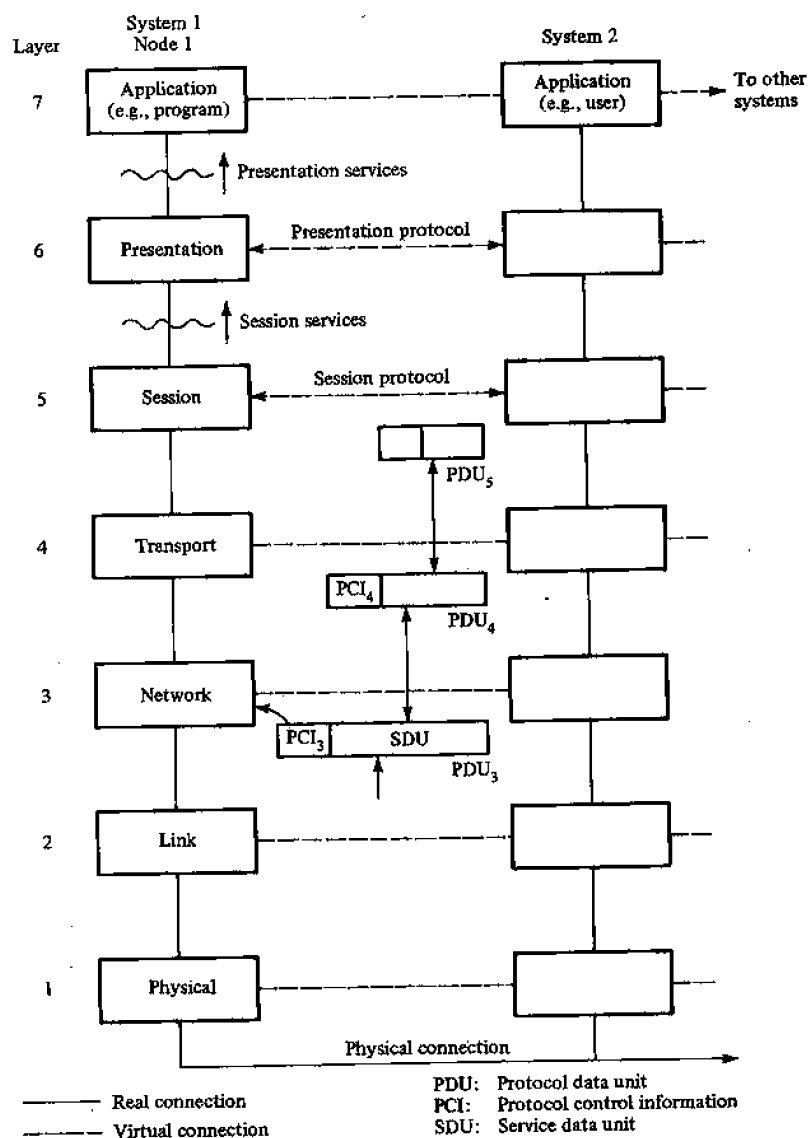 System 1
Layer Node 1 System 2
7 Application
(e.g., program)
Application
(e.g., user)
To other
systems
Presentation services
6 Presentation Presentation protocol
Session services
5 Session Session protocol
PDU5
4 Transport
PCI4
PDU4
3 Network
PCI3 SDU
PDU3
2 Link
1 Physical
Physical connection
Real connection
Virtual connection
PDU: Protocol data unit
PCI: Protocol control information
SDU: Service data unit